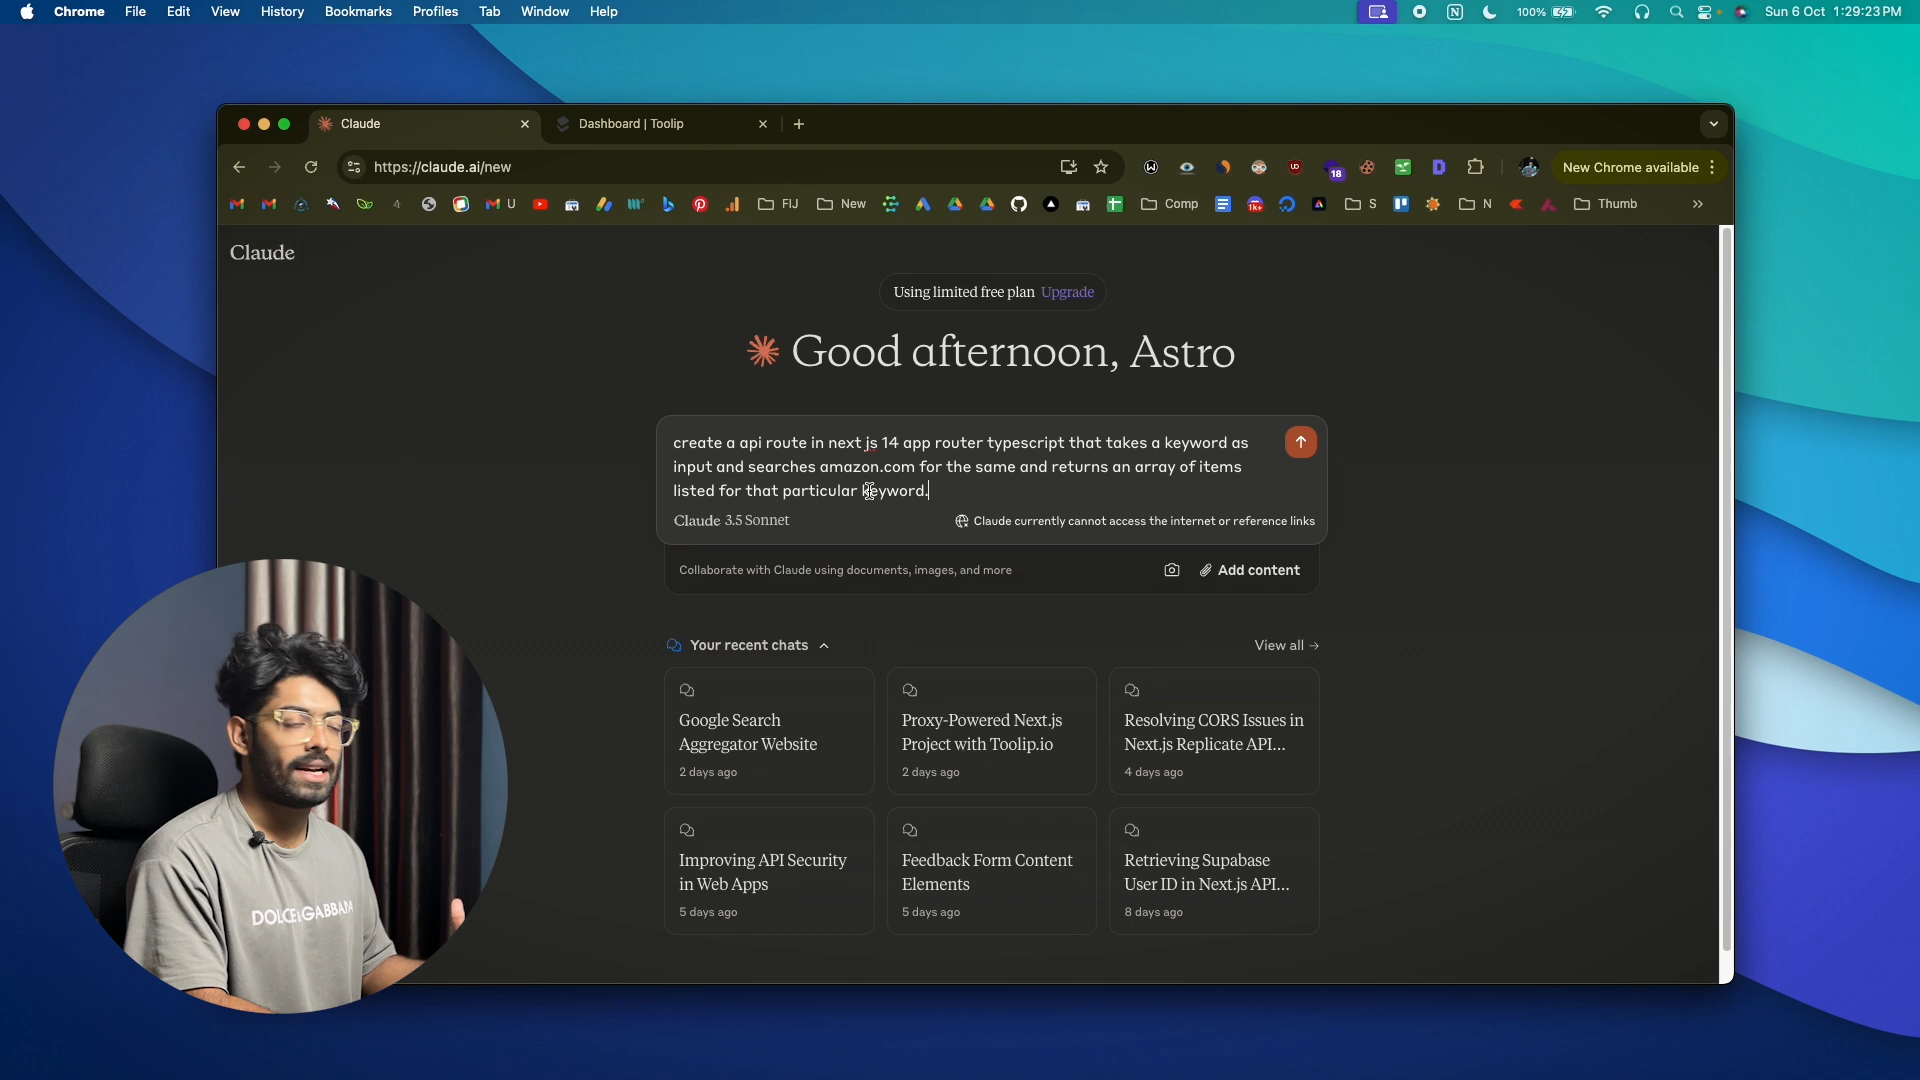 Chrome File Edit View History Bookmarks Profiles Tab Window Help
100% Sun 6 Oct 1:29:23 PM
Claude
Dashboard | Toolip
https://claude.ai/new
UD
18
D
New Chrome available
U
FIJ
New
Comp
1k+
S
N
Thumb
Claude
Using limited free plan Upgrade
Good afternoon, Astro
create a api route in next js 14 app router typescript that takes a keyword as
input and searches amazon.com for the same and returns an array of items
listed for that particular keyword.
Claude 3.5 Sonnet
Claude currently cannot access the internet or reference links
Collaborate with Claude using documents, images, and more
Add content
Your recent chats
View all →
Google Search
Aggregator Website
2 days ago
Proxy-Powered Next.js
Project with Toolip.io
2 days ago
Resolving CORS Issues in
Next.js Replicate API...
4 days ago
Improving API Security
in Web Apps
5 days ago
Feedback Form Content
Elements
5 days ago
Retrieving Supabase
User ID in Next.js API...
8 days ago
DOLCE&GABBANA